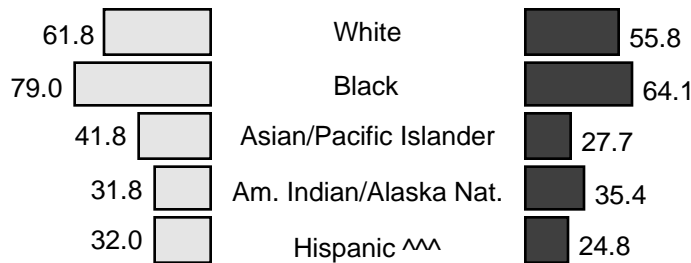 61.8 White 55.8
79.0 Black 64.1
41.8 Asian/Pacific Islander 27.7
31.8 Am. Indian/Alaska Nat. 35.4
32.0 Hispanic ^^^ 24.8